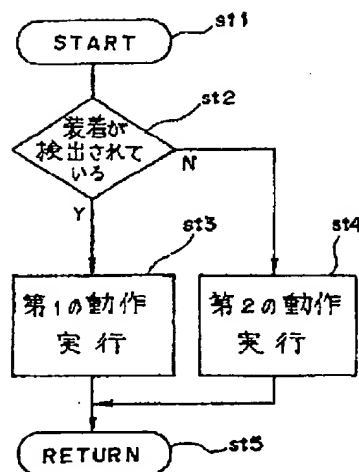 START
st1
装着が
検出されて
いる
st2
N
Y
st3
st4
第1の動作
実行
第2の動作
実行
RETURN
st5